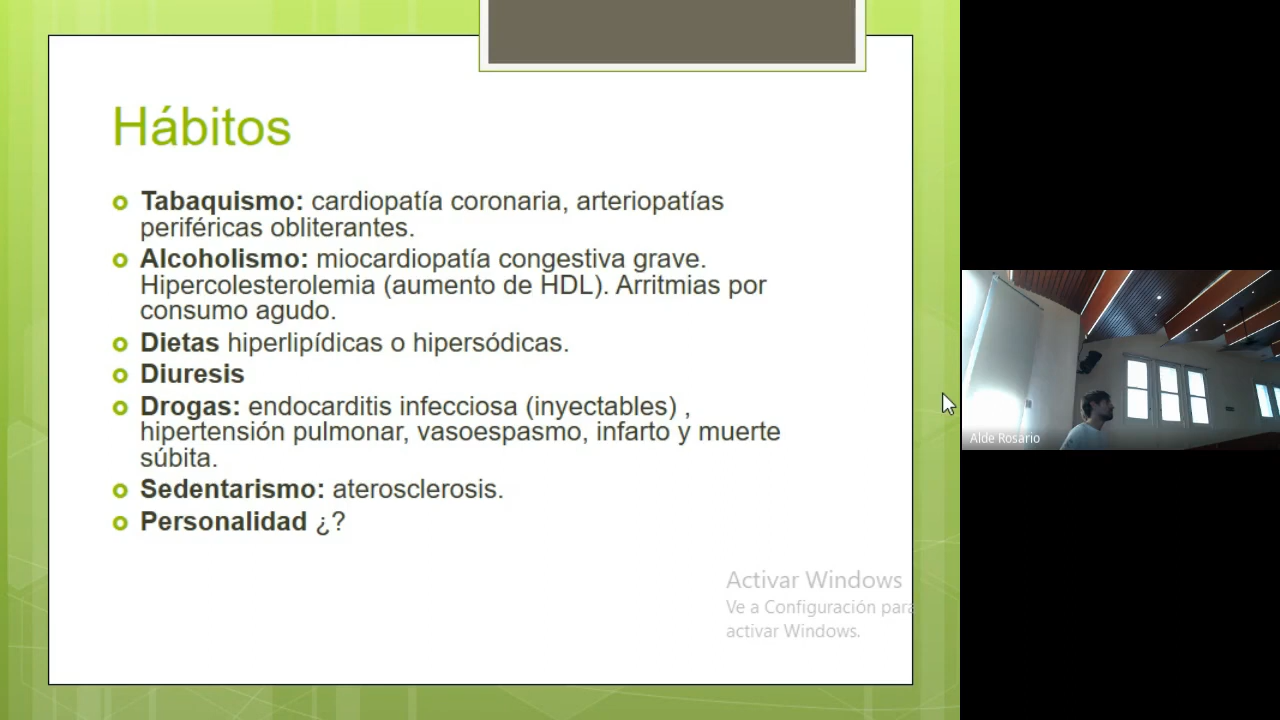 Hábitos
Tabaquismo: cardiopatía coronaria, arteriopatías
periféricas obliterantes.
Alcoholismo: miocardiopatía congestiva grave.
Hipercolesterolemia (aumento de HDL). Arritmias por
consumo agudo.
Dietas hiperlipídicas o hipersódicas.
Diuresis
Drogas: endocarditis infecciosa (inyectables) ,
hipertensión pulmonar, vasoespasmo, infarto y muerte
súbita.
Sedentarismo: aterosclerosis.
Personalidad ¿?
Activar Windows
Ve a Configuración para
activar Windows.
Alde Rosario